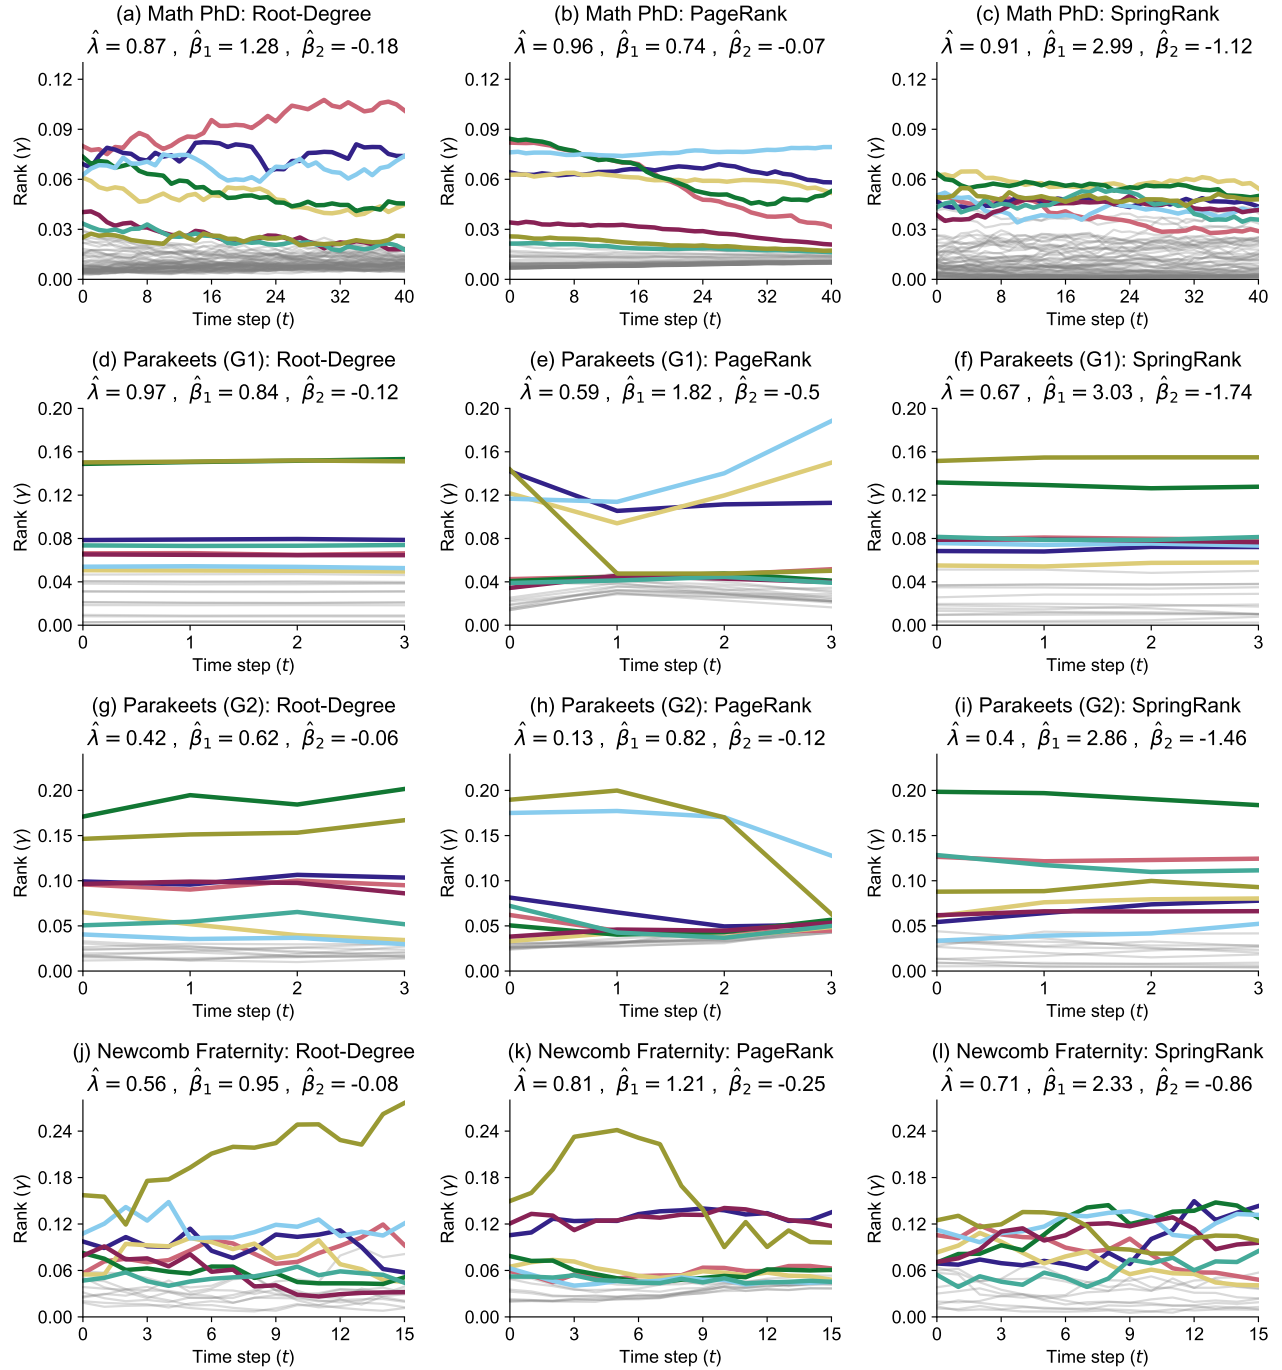 (a) Math PhD: Root-Degree
λ̂ = 0.87 , β̂₁ = 1.28 , β̂₂ = -0.18
Rank (γ)
0.12
0.09
0.06
0.03
0.00
0 8 16 24 32 40
Time step (t)
(b) Math PhD: PageRank
λ̂ = 0.96 , β̂₁ = 0.74 , β̂₂ = -0.07
Rank (γ)
0.12
0.09
0.06
0.03
0.00
0 8 16 24 32 40
Time step (t)
(c) Math PhD: SpringRank
λ̂ = 0.91 , β̂₁ = 2.99 , β̂₂ = -1.12
Rank (γ)
0.12
0.09
0.06
0.03
0.00
0 8 16 24 32 40
Time step (t)
(d) Parakeets (G1): Root-Degree
λ̂ = 0.97 , β̂₁ = 0.84 , β̂₂ = -0.12
Rank (γ)
0.20
0.16
0.12
0.08
0.04
0.00
0 1 2 3
Time step (t)
(e) Parakeets (G1): PageRank
λ̂ = 0.59 , β̂₁ = 1.82 , β̂₂ = -0.5
Rank (γ)
0.20
0.16
0.12
0.08
0.04
0.00
0 1 2 3
Time step (t)
(f) Parakeets (G1): SpringRank
λ̂ = 0.67 , β̂₁ = 3.03 , β̂₂ = -1.74
Rank (γ)
0.20
0.16
0.12
0.08
0.04
0.00
0 1 2 3
Time step (t)
(g) Parakeets (G2): Root-Degree
λ̂ = 0.42 , β̂₁ = 0.62 , β̂₂ = -0.06
Rank (γ)
0.20
0.15
0.10
0.05
0.00
0 1 2 3
Time step (t)
(h) Parakeets (G2): PageRank
λ̂ = 0.13 , β̂₁ = 0.82 , β̂₂ = -0.12
Rank (γ)
0.20
0.15
0.10
0.05
0.00
0 1 2 3
Time step (t)
(i) Parakeets (G2): SpringRank
λ̂ = 0.4 , β̂₁ = 2.86 , β̂₂ = -1.46
Rank (γ)
0.20
0.15
0.10
0.05
0.00
0 1 2 3
Time step (t)
(j) Newcomb Fraternity: Root-Degree
λ̂ = 0.56 , β̂₁ = 0.95 , β̂₂ = -0.08
Rank (γ)
0.24
0.18
0.12
0.06
0.00
0 3 6 9 12 15
Time step (t)
(k) Newcomb Fraternity: PageRank
λ̂ = 0.81 , β̂₁ = 1.21 , β̂₂ = -0.25
Rank (γ)
0.24
0.18
0.12
0.06
0.00
0 3 6 9 12 15
Time step (t)
(l) Newcomb Fraternity: SpringRank
λ̂ = 0.71 , β̂₁ = 2.33 , β̂₂ = -0.86
Rank (γ)
0.24
0.18
0.12
0.06
0.00
0 3 6 9 12 15
Time step (t)